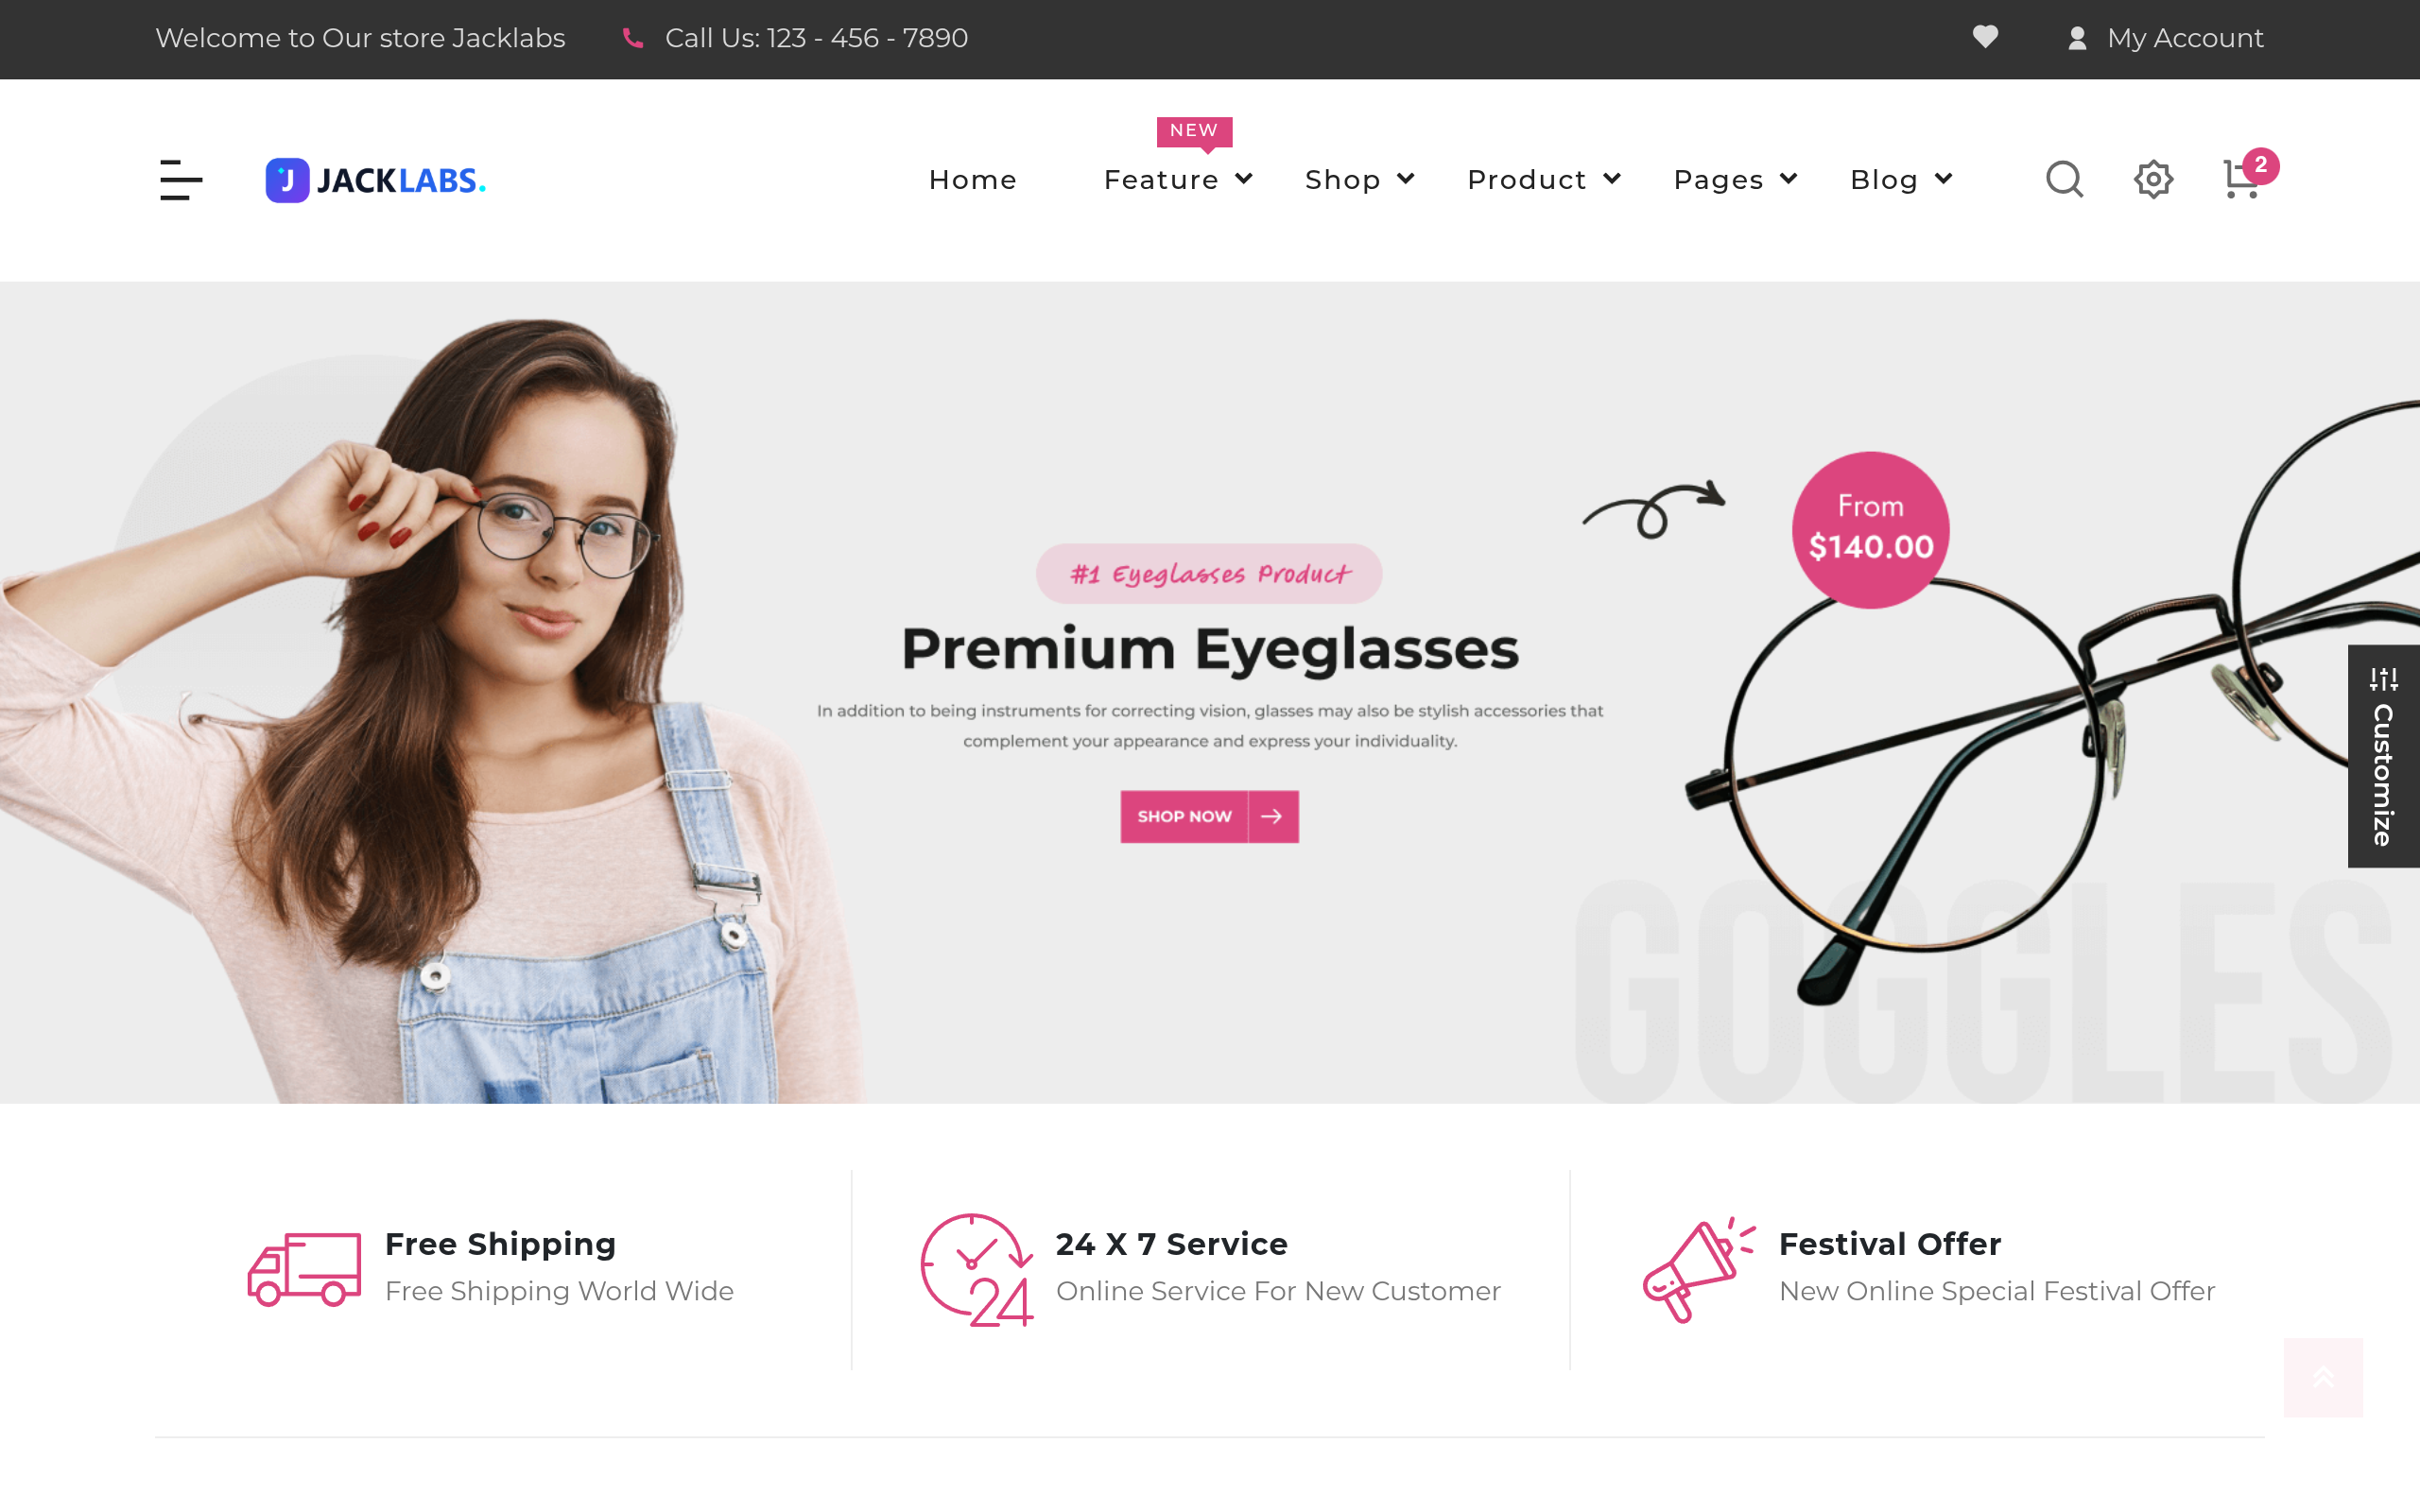 Welcome to Our store Jacklabs
Call Us: 123 - 456 - 7890
My Account
J JACKLABS.
NEW
Home
Feature
Shop
Product
Pages
Blog
2
From
$140.00
#1 Eyeglasses Product
Premium Eyeglasses
In addition to being instruments for correcting vision, glasses may also be stylish accessories that
complement your appearance and express your individuality.
SHOP NOW
Customize
GOGGLES
Free Shipping
Free Shipping World Wide
24
24 X 7 Service
Online Service For New Customer
Festival Offer
New Online Special Festival Offer